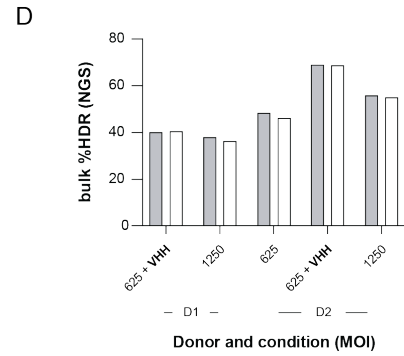 D
bulk %HDR (NGS)
80
60
40
20
0
625 + VHH
1250
625
625 + VHH
1250
D1
D2
Donor and condition (MOI)